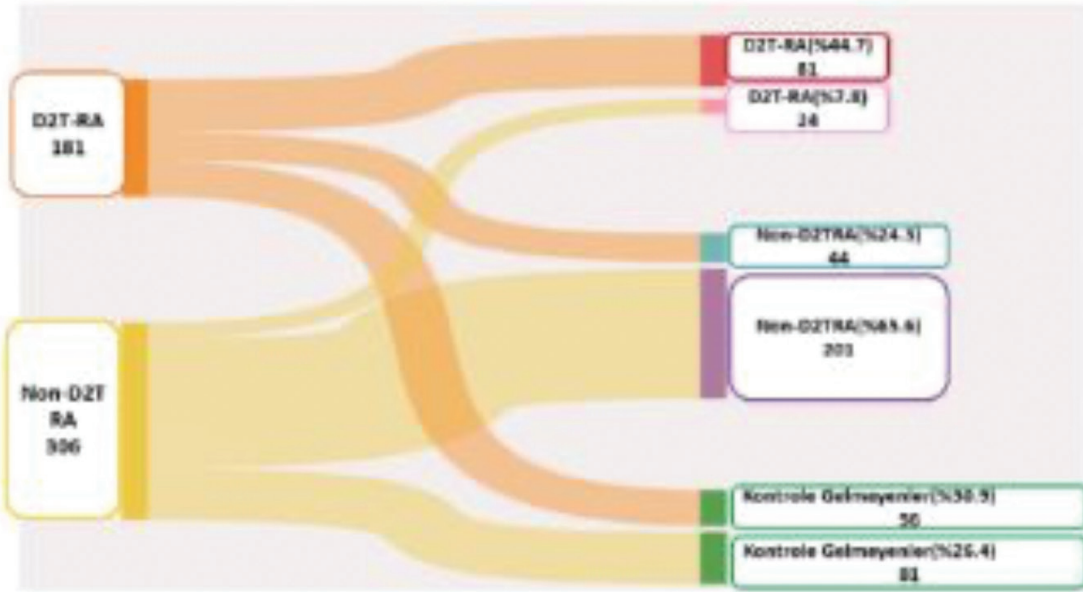 D2T-RA
181
Non-D2T
RA
306
D2T-RA(%44.7)
81
D2T-RA(%7.8)
24
Non-D2TRA(%24.3)
44
Non-D2TRA(%65.6)
201
Kontrole Gelmeyenler(%30.9)
56
Kontrole Gelmeyenler(%26.4)
81